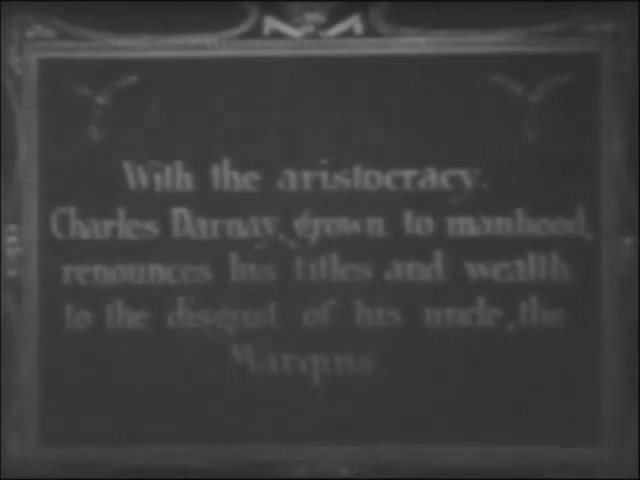 With the aristocracy.
Charles Darnay, grown to manhood,
renounces his titles and wealth
to the disgust of his uncle, the
Marquis